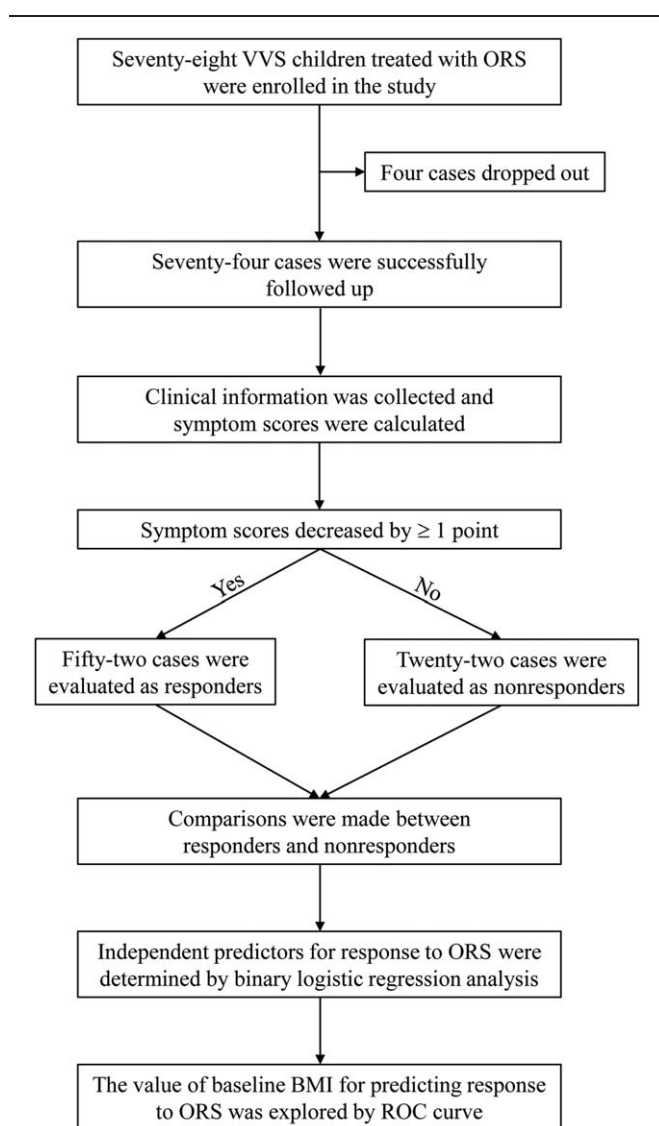 Seventy-eight VVS children treated with ORS
were enrolled in the study
Four cases dropped out
Seventy-four cases were successfully
followed up
Clinical information was collected and
symptom scores were calculated
Symptom scores decreased by ≥ 1 point
Yes
No
Fifty-two cases were
evaluated as responders
Twenty-two cases were
evaluated as nonresponders
Comparisons were made between
responders and nonresponders
Independent predictors for response to ORS were
determined by binary logistic regression analysis
The value of baseline BMI for predicting response
to ORS was explored by ROC curve